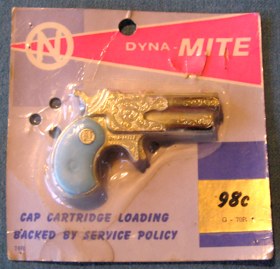 N
DYNA-MITE
N
98c
CAP CARTRIDGE LOADING
BACKED BY SERVICE POLICY